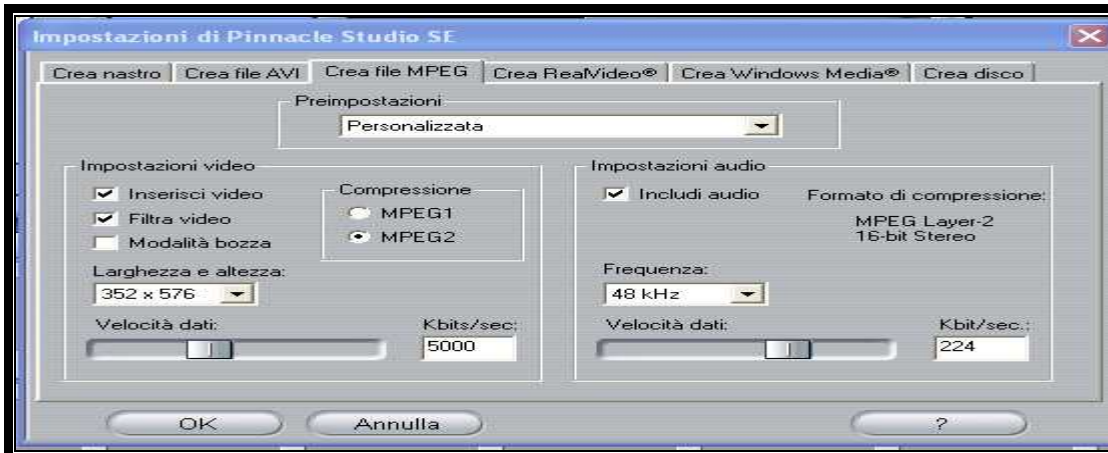 Impostazioni di Pinnacle Studio SE
Crea nastro Crea file AVI Crea file MPEG Crea RealVideo® Crea Windows Media® Crea disco
Preimpostazioni
Personalizzata
Impostazioni video
Inserisci video
Filtra video
Modalità bozza
Compressione
MPEG1
MPEG2
Larghezza e altezza:
352 x 576
Velocità dati:
Kbits/sec:
5000
Impostazioni audio
Includi audio
Formato di compressione:
MPEG Layer-2
16-bit Stereo
Frequenza:
48 kHz
Velocità dati:
Kbit/sec.:
224
OK Annulla ?